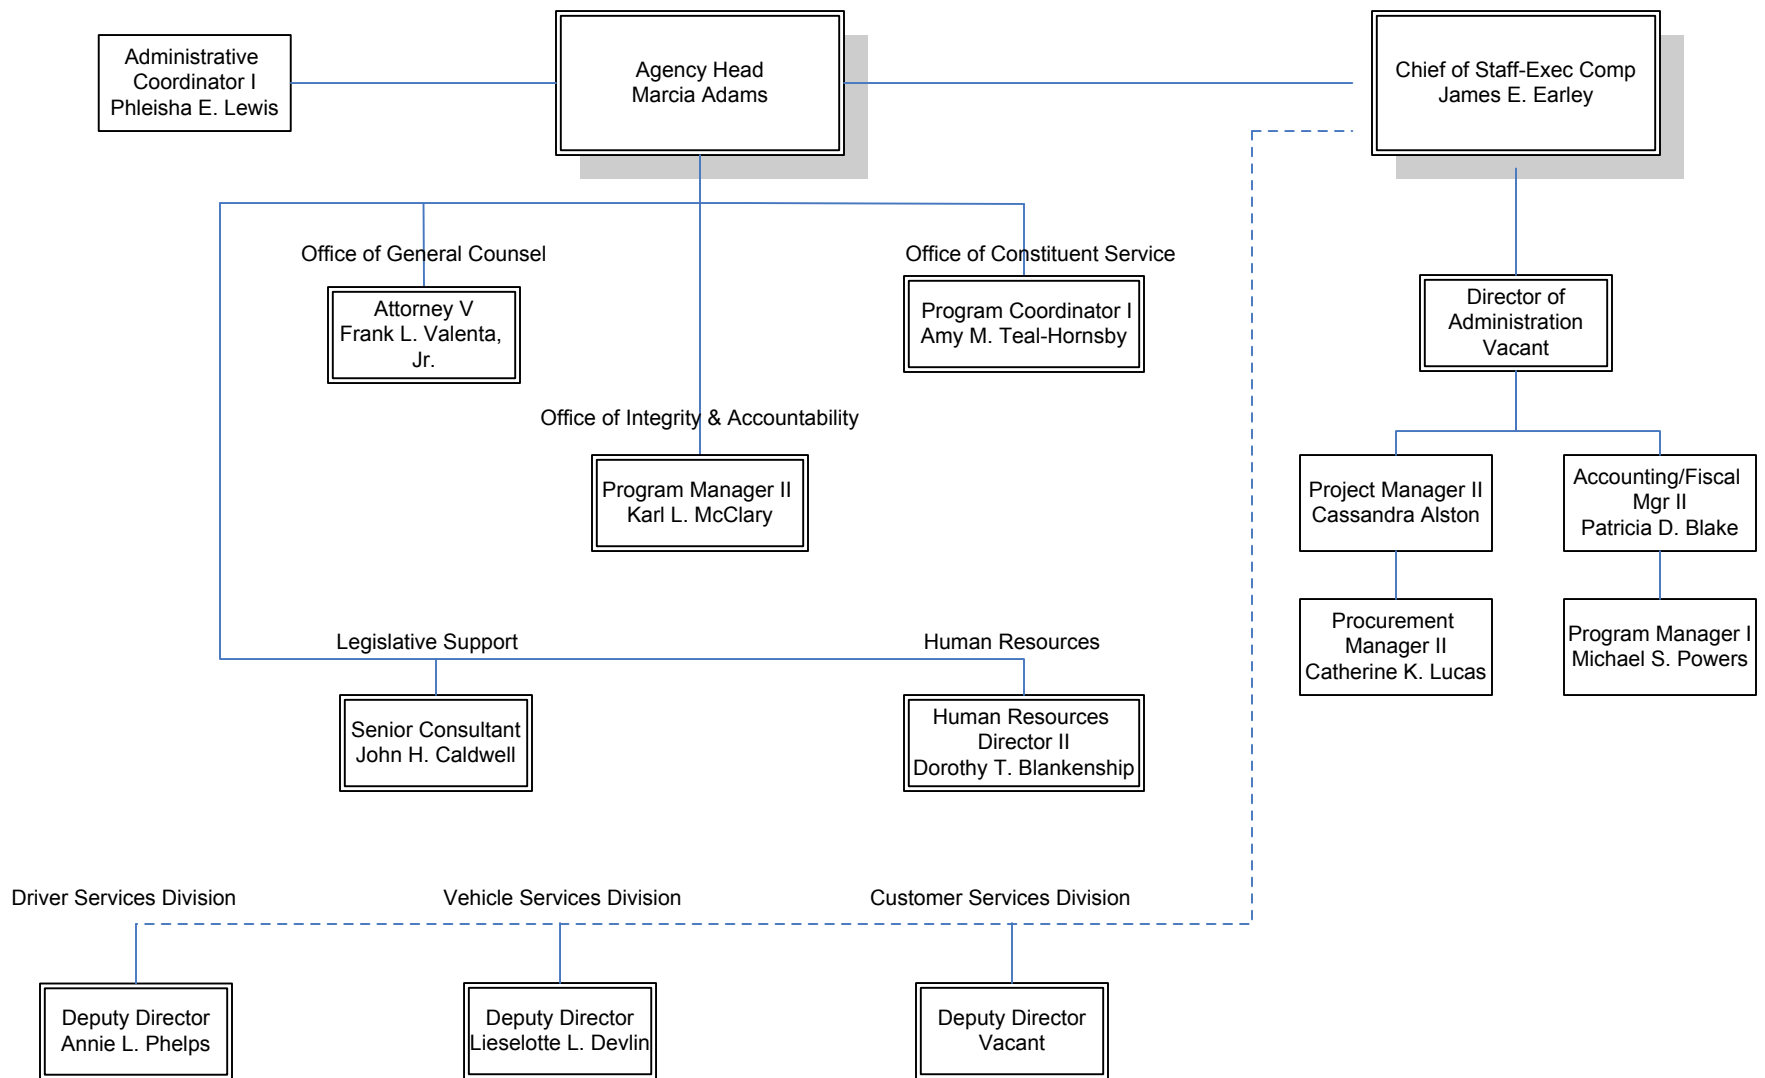 Administrative
Coordinator I
Phleisha E. Lewis
Agency Head
Marcia Adams
Chief of Staff-Exec Comp
James E. Earley
Office of General Counsel
Attorney V
Frank L. Valenta,
Jr.
Office of Constituent Service
Program Coordinator I
Amy M. Teal-Hornsby
Director of
Administration
Vacant
Office of Integrity & Accountability
Program Manager II
Karl L. McClary
Project Manager II
Cassandra Alston
Accounting/Fiscal
Mgr II
Patricia D. Blake
Procurement
Manager II
Catherine K. Lucas
Program Manager I
Michael S. Powers
Legislative Support
Senior Consultant
John H. Caldwell
Human Resources
Human Resources
Director II
Dorothy T. Blankenship
Driver Services Division
Deputy Director
Annie L. Phelps
Vehicle Services Division
Deputy Director
Lieselotte L. Devlin
Customer Services Division
Deputy Director
Vacant